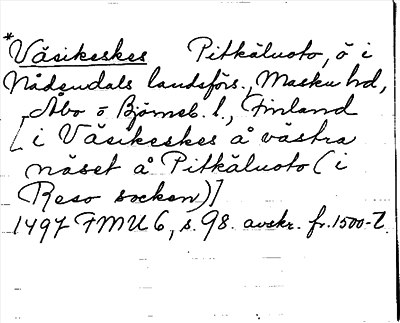 *Väsikeskes Pitkäluoto, ö i
Nådendals landsförs., Masku hd,
Åbo o Björneb. l., Finland
[i Väsikeskes å västra
näset å Pitkäluoto (i
Reso socken)]
1497 FMU 6, s. 98. avskr. fr. 1500-t.